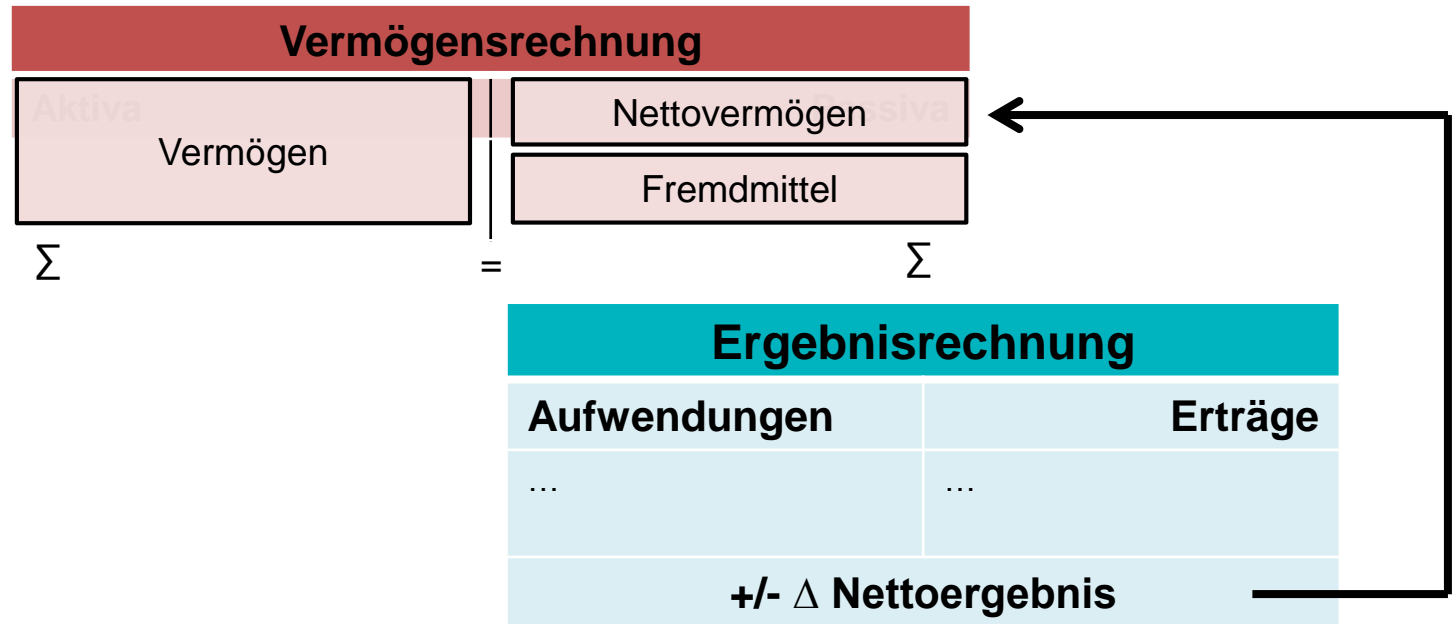 Vermögensrechnung
Aktiva Passiva
Vermögen
Nettovermögen
Fremdmittel
Σ = Σ
Ergebnisrechnung
Aufwendungen Erträge
... ...
+/- Δ Nettoergebnis